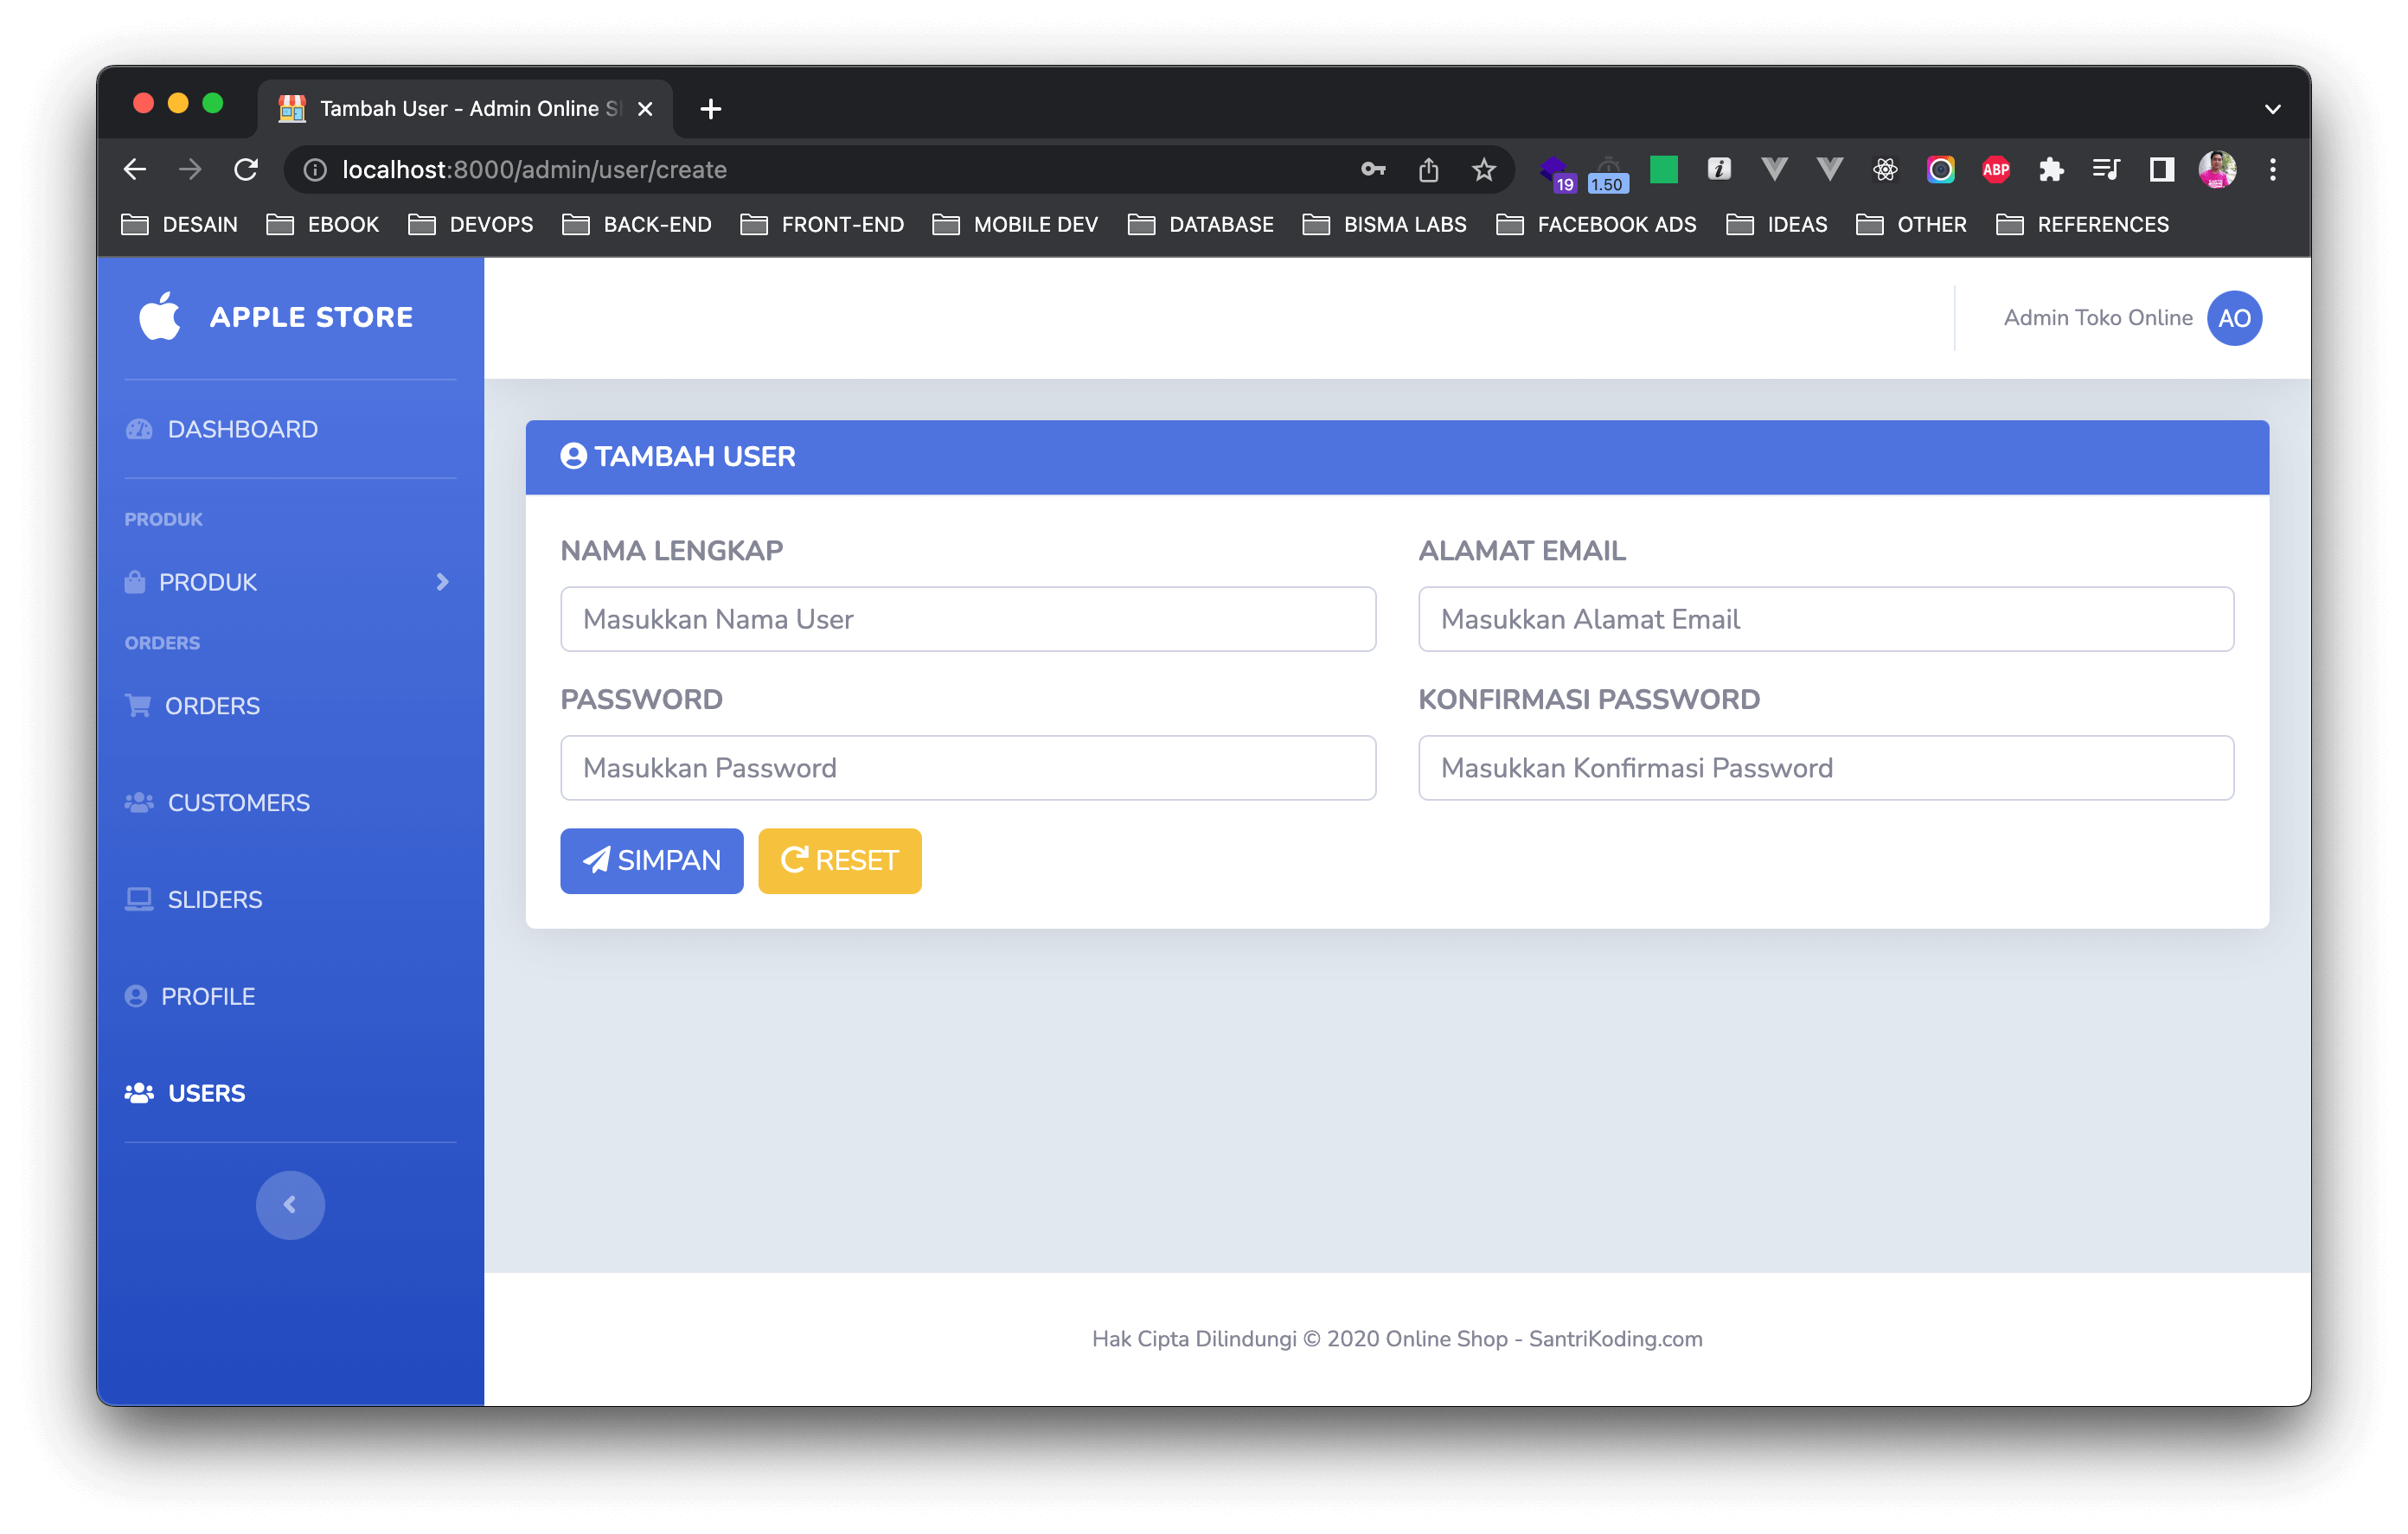 Tambah User - Admin Online S
localhost:8000/admin/user/create
19
1.50
ABP
DESAIN
EBOOK
DEVOPS
BACK-END
FRONT-END
MOBILE DEV
DATABASE
BISMA LABS
FACEBOOK ADS
IDEAS
OTHER
REFERENCES
APPLE STORE
Admin Toko Online
AO
DASHBOARD
PRODUK
PRODUK
ORDERS
ORDERS
CUSTOMERS
SLIDERS
PROFILE
USERS
TAMBAH USER
NAMA LENGKAP
Masukkan Nama User
ALAMAT EMAIL
Masukkan Alamat Email
PASSWORD
Masukkan Password
KONFIRMASI PASSWORD
Masukkan Konfirmasi Password
SIMPAN
RESET
Hak Cipta Dilindungi © 2020 Online Shop - SantriKoding.com